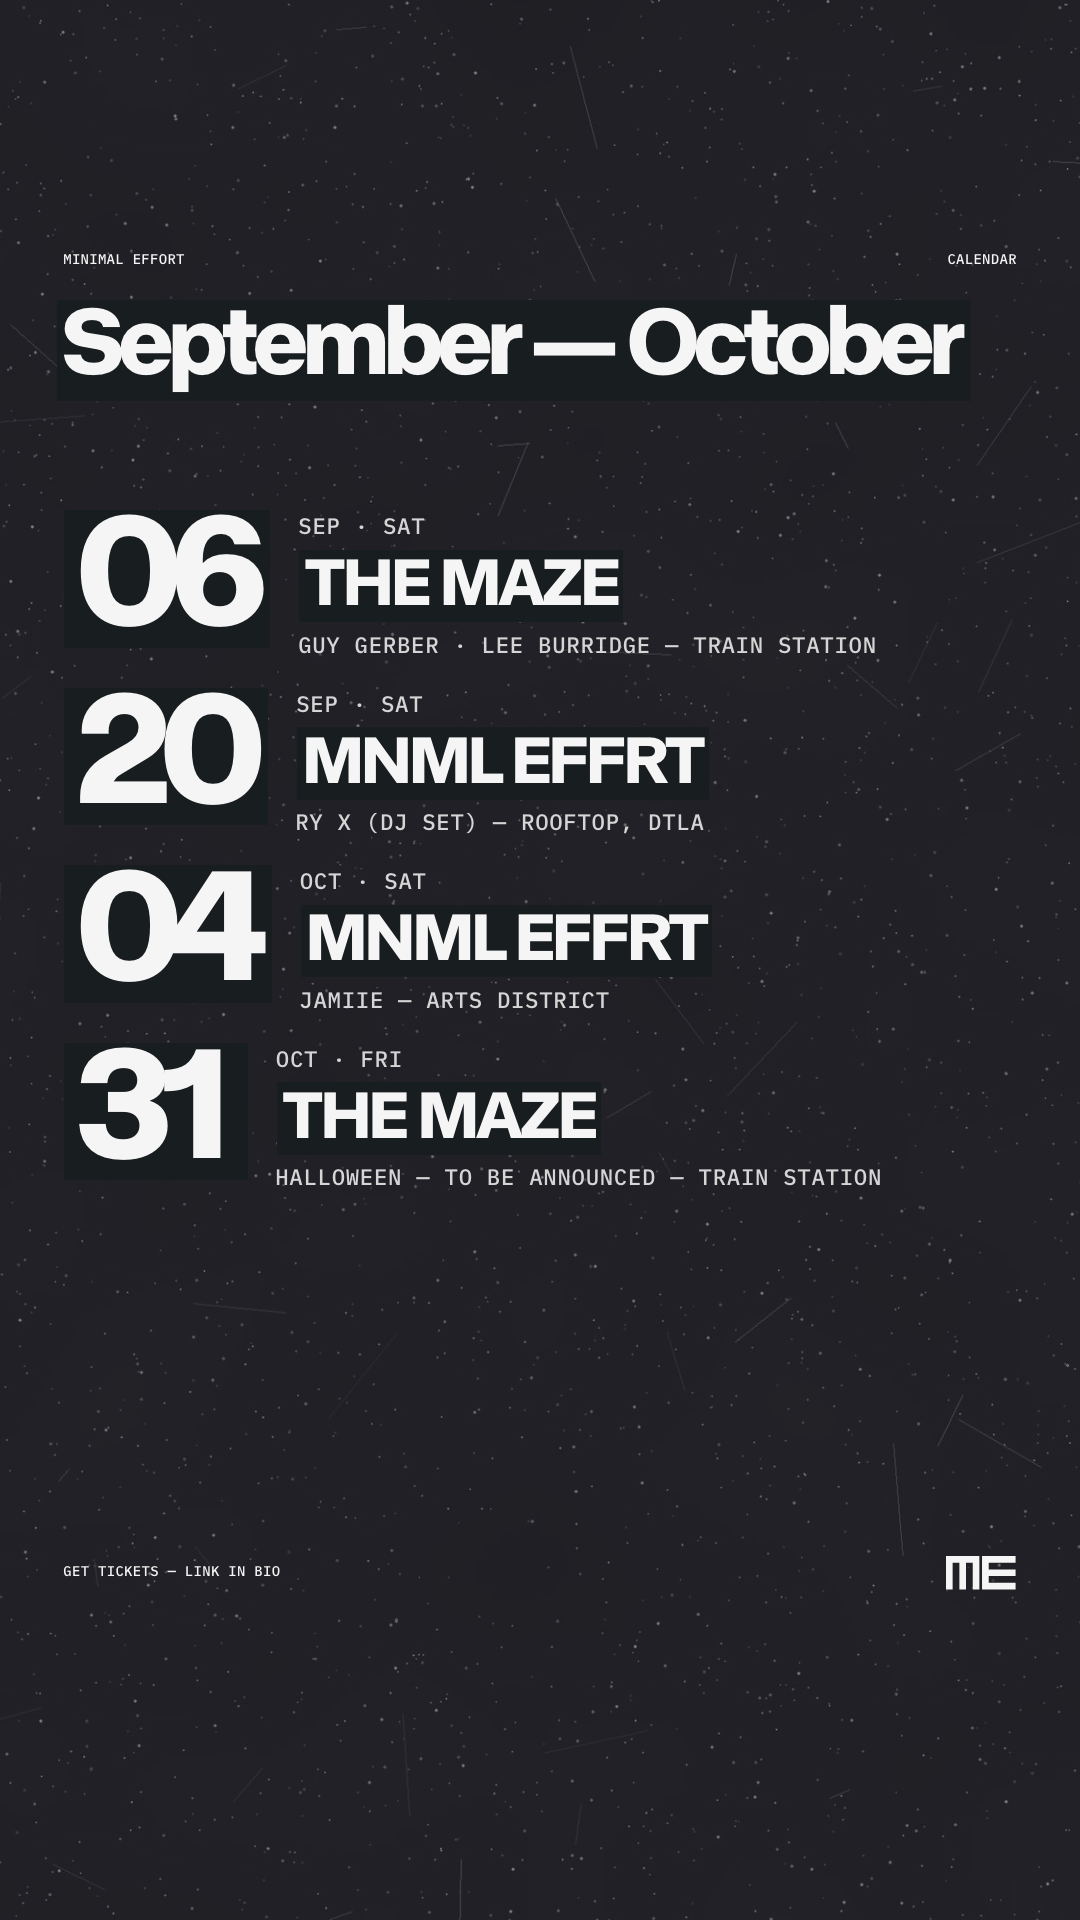 MINIMAL EFFORT
CALENDAR
September — October
06
SEP · SAT
THE MAZE
GUY GERBER · LEE BURRIDGE — TRAIN STATION
20
SEP · SAT
MNML EFFRT
RY X (DJ SET) — ROOFTOP, DTLA
04
OCT · SAT
MNML EFFRT
JAMIIE — ARTS DISTRICT
31
OCT · FRI
THE MAZE
HALLOWEEN — TO BE ANNOUNCED — TRAIN STATION
GET TICKETS — LINK IN BIO
ME